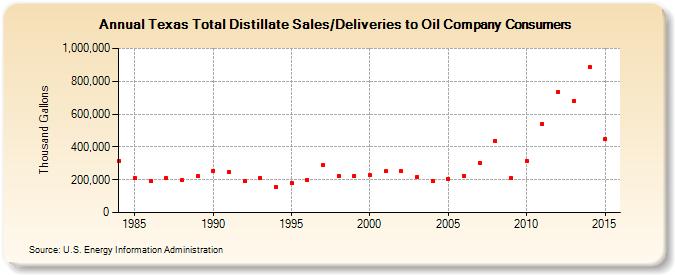 Annual Texas Total Distillate Sales/Deliveries to Oil Company Consumers
Thousand Gallons
1,000,000
800,000
600,000
400,000
200,000
0
1985 1990 1995 2000 2005 2010 2015
Source: U.S. Energy Information Administration